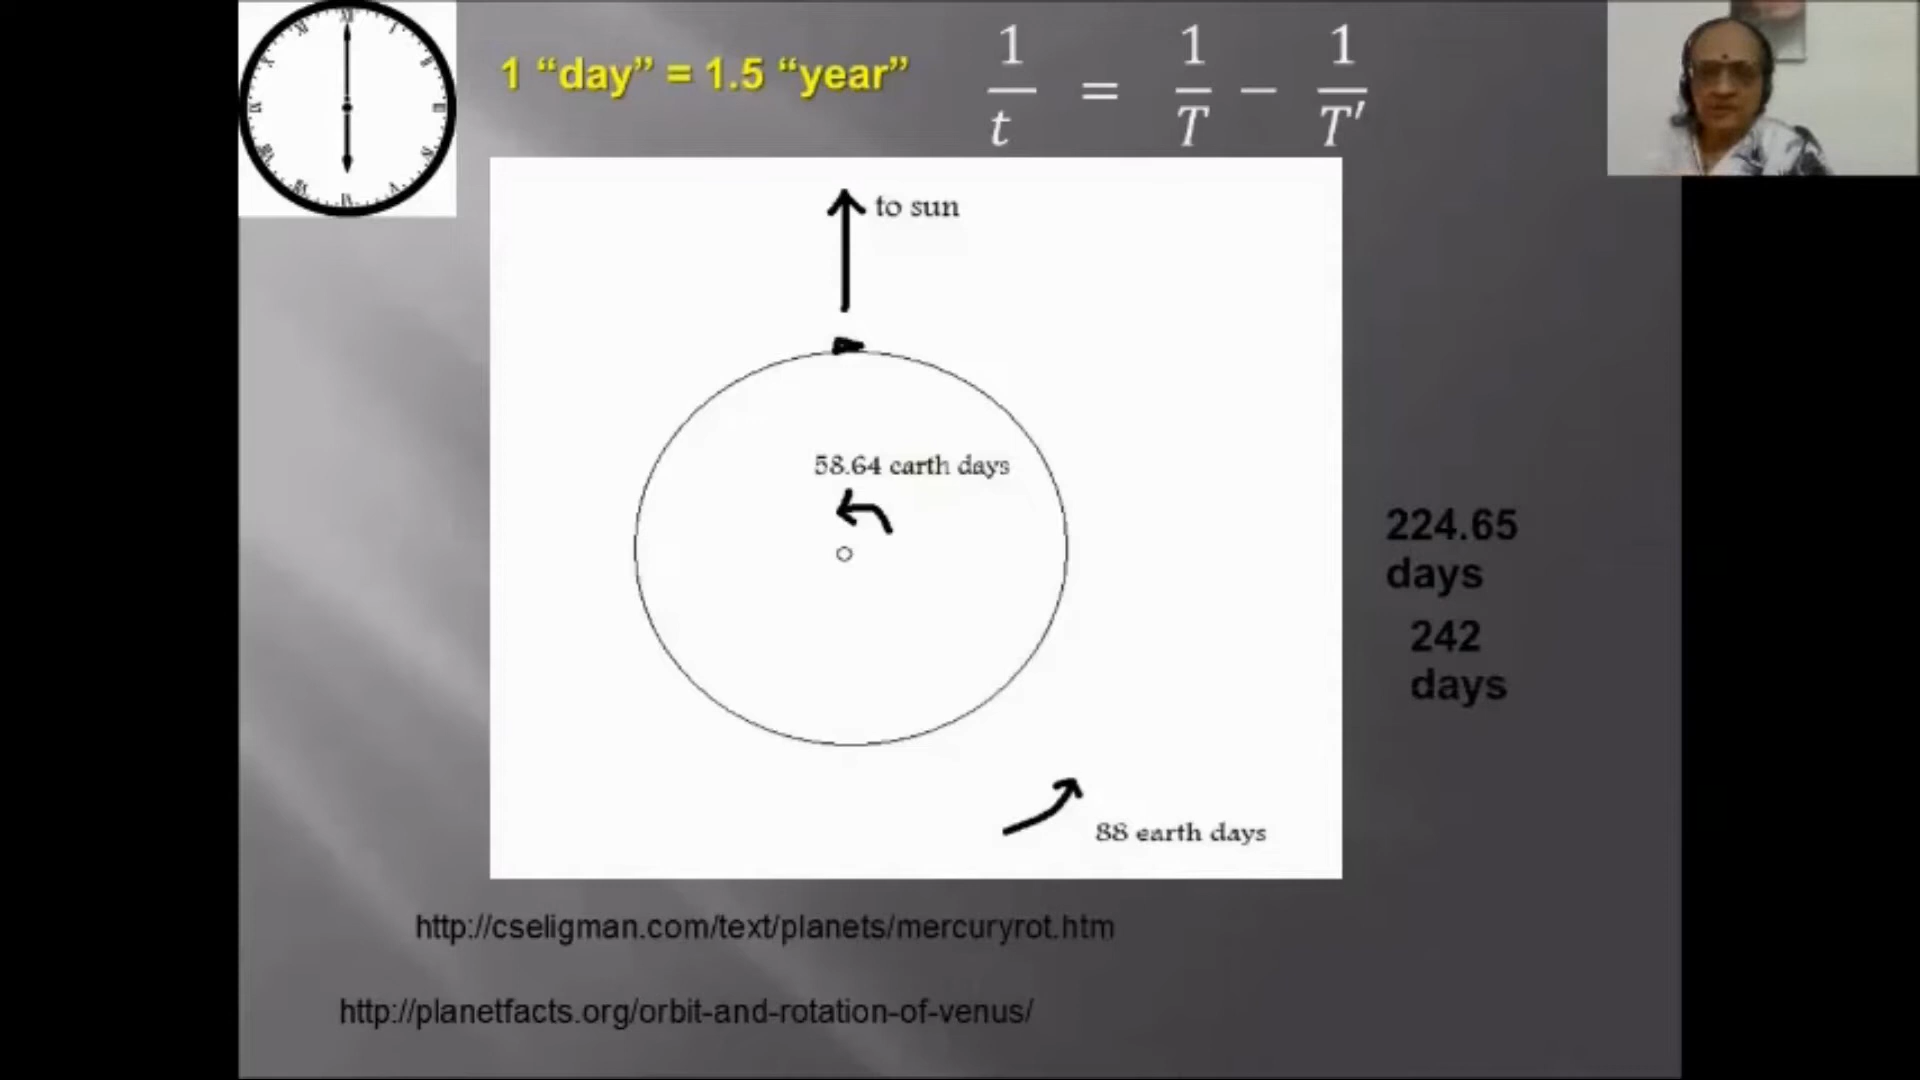 1 “day” = 1.5 “year”
1/t = 1/T − 1/T′
to sun
58.64 earth days
224.65
days
242
days
88 earth days
http://cseligman.com/text/planets/mercuryrot.htm
http://planetfacts.org/orbit-and-rotation-of-venus/